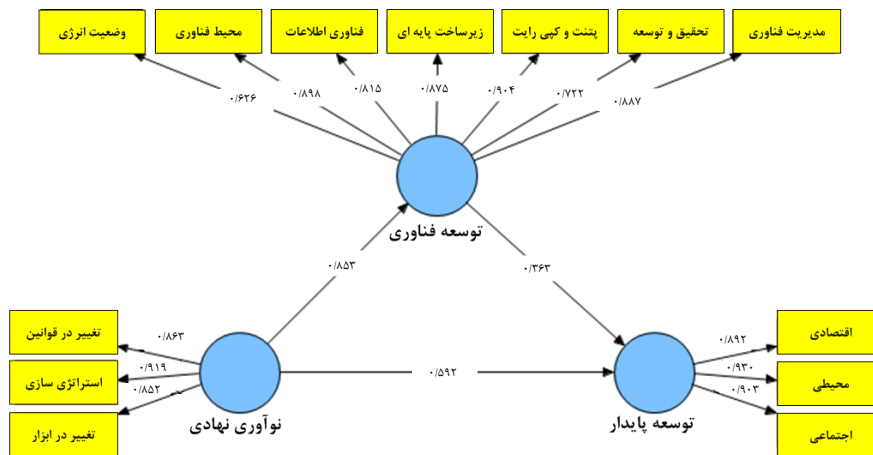 مدیریت فناوری
تحقیق و توسعه
پتنت و کپی رایت
زیرساخت پایه ای
فناوری اطلاعات
محیط فناوری
وضعیت انرژی
۰/۸۸۷
۰/۷۲۲
۰/۹۰۴
۰/۸۷۵
۰/۸۱۵
۰/۸۹۸
۰/۶۲۶
توسعه فناوری
۰/۳۶۳
۰/۸۵۳
اقتصادی
۰/۸۹۲
محیطی
۰/۹۳۰
اجتماعی
۰/۹۰۳
توسعه پایدار
۰/۵۹۲
نوآوری نهادی
۰/۸۶۳
تغییر در قوانین
۰/۹۱۹
استراتژی سازی
۰/۸۵۲
تغییر در ابزار